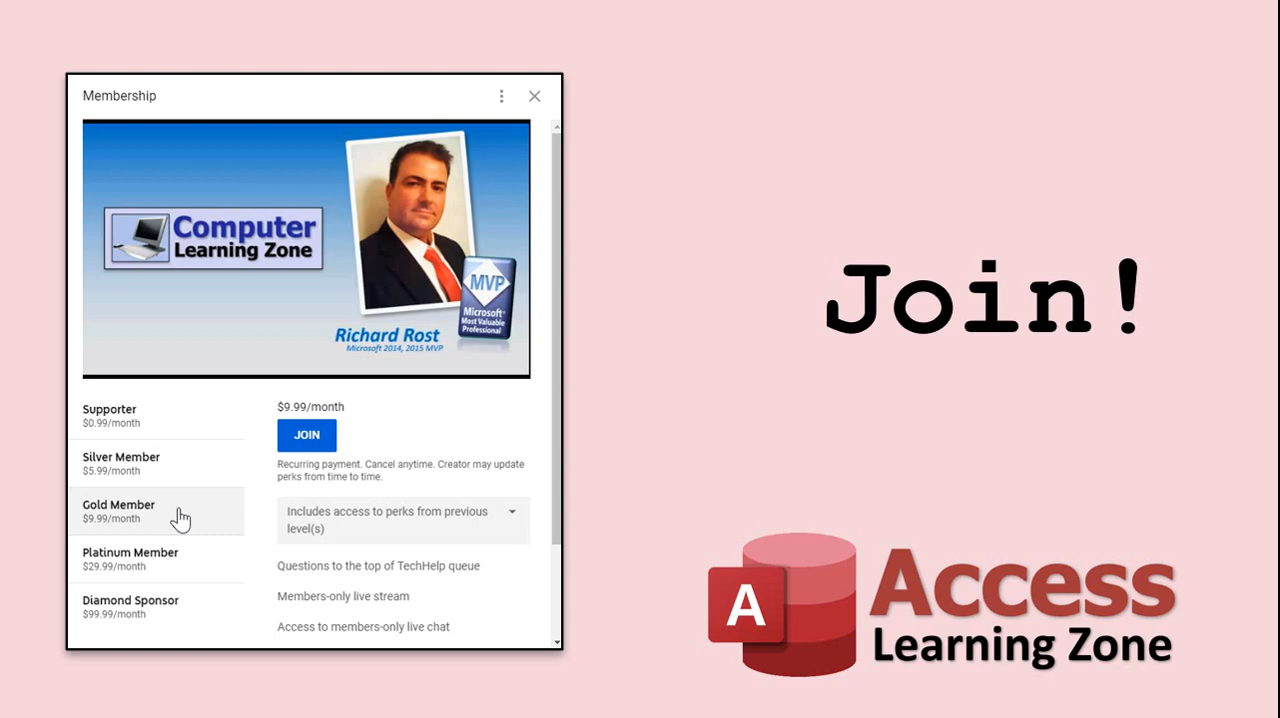 Membership
Computer
Learning Zone
MVP
Microsoft®
Most Valuable
Professional
Richard Rost
Microsoft 2014, 2015 MVP
Supporter
$0.99/month
Silver Member
$5.99/month
Gold Member
$9.99/month
Platinum Member
$29.99/month
Diamond Sponsor
$99.99/month
$9.99/month
JOIN
Recurring payment. Cancel anytime. Creator may update
perks from time to time.
Includes access to perks from previous
level(s)
Questions to the top of TechHelp queue
Members-only live stream
Access to members-only live chat
Join!
A
Access
Learning Zone